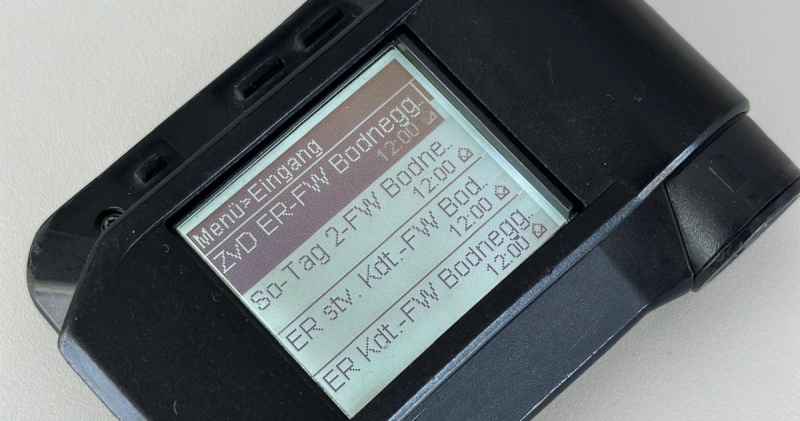 Menü>Eingang
ZvD ER-FW Bodnegg..
12:00
So-Tag 2-FW Bodne..
12:00
ER stv. Kdt.-FW Bod..
12:00
ER Kdt.-FW Bodnegg..
12:00